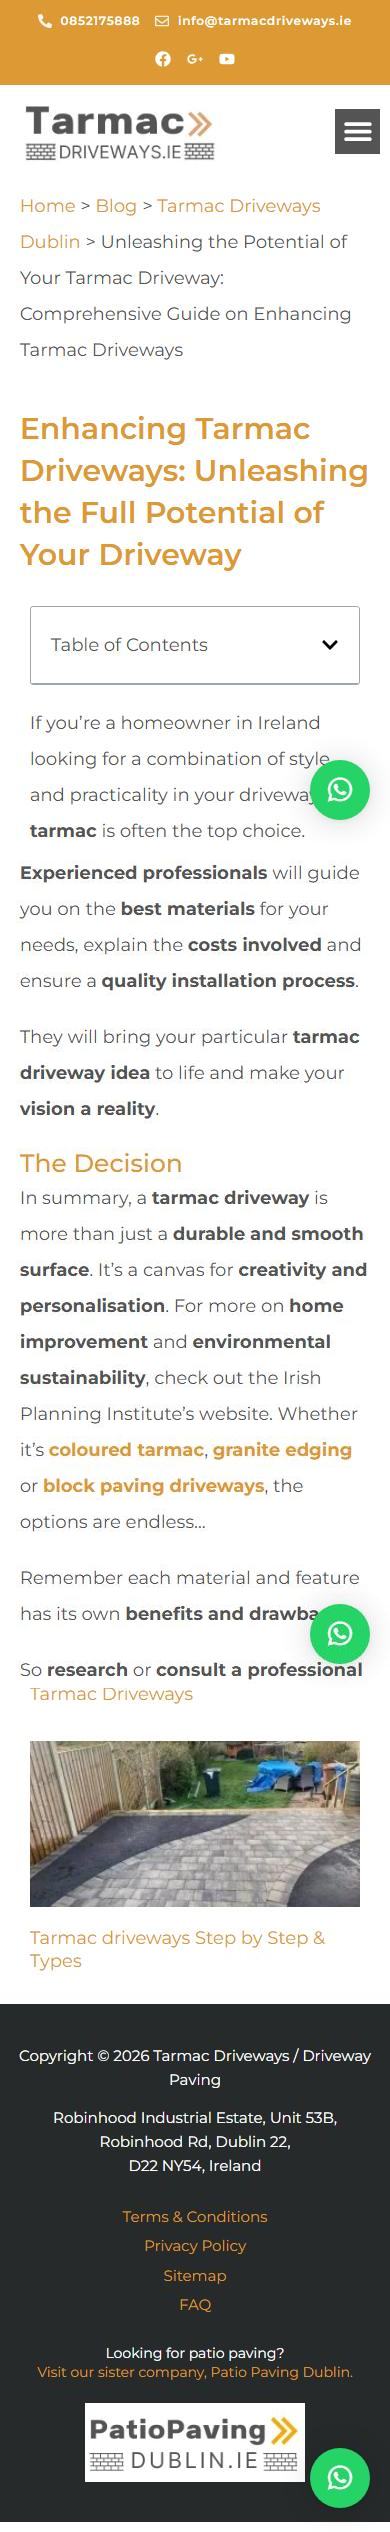 0852175888 info@tarmacdriveways.ie
G+
Tarmac
DRIVEWAYS.IE
Home > Blog > Tarmac Driveways
Dublin > Unleashing the Potential of
Your Tarmac Driveway:
Comprehensive Guide on Enhancing
Tarmac Driveways
Enhancing Tarmac
Driveways: Unleashing
the Full Potential of
Your Driveway
Table of Contents
If you’re a homeowner in Ireland
looking for a combination of style
and practicality in your driveway
tarmac is often the top choice.
Experienced professionals will guide
you on the best materials for your
needs, explain the costs involved and
ensure a quality installation process.
They will bring your particular tarmac
driveway idea to life and make your
vision a reality.
The Decision
In summary, a tarmac driveway is
more than just a durable and smooth
surface. It’s a canvas for creativity and
personalisation. For more on home
improvement and environmental
sustainability, check out the Irish
Planning Institute’s website. Whether
it’s coloured tarmac, granite edging
or block paving driveways, the
options are endless…
Remember each material and feature
has its own benefits and
So research or consult a professional
Tarmac Driveways
Tarmac driveways Step by Step &
Types
Copyright © 2026 Tarmac Driveways / Driveway
Paving
Robinhood Industrial Estate, Unit 53B,
Robinhood Rd, Dublin 22,
D22 NY54, Ireland
Terms & Conditions
Privacy Policy
Sitemap
FAQ
Looking for patio paving?
Visit our sister company, Patio Paving Dublin.
PatioPaving
DUBLIN.IE